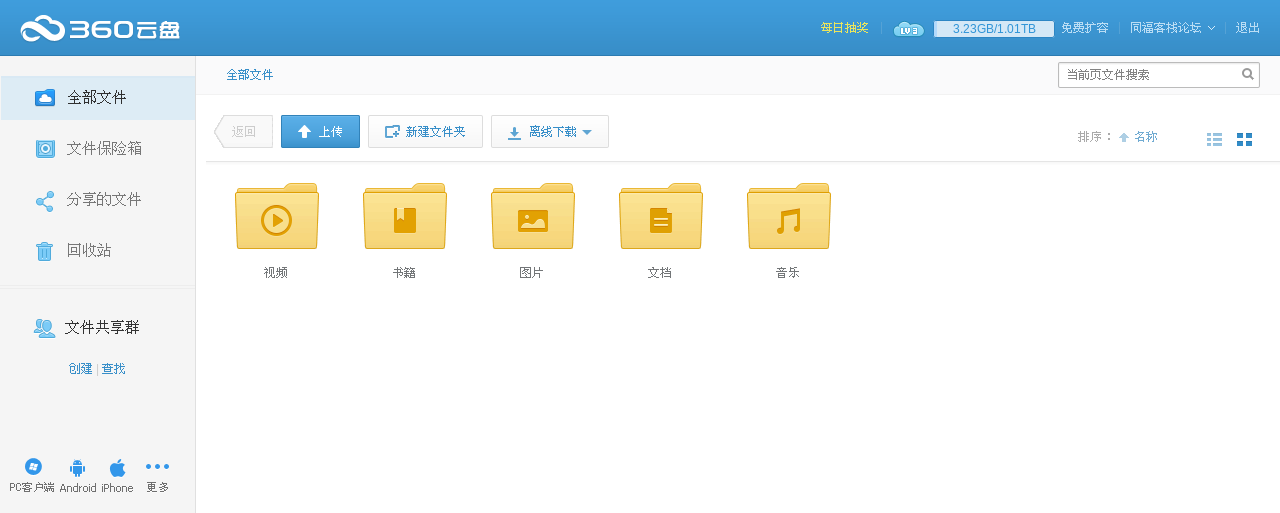 360云盘
每日抽奖 LV 3 3.23GB/1.01TB 免费扩容 同福客栈论坛 退出
全部文件
文件保险箱
分享的文件
回收站
文件共享群
创建 | 查找
PC客户端 Android iPhone 更多
全部文件 当前页文件搜索
返回 上传 新建文件夹 离线下载 排序： 名称
视频 书籍 图片 文档 音乐